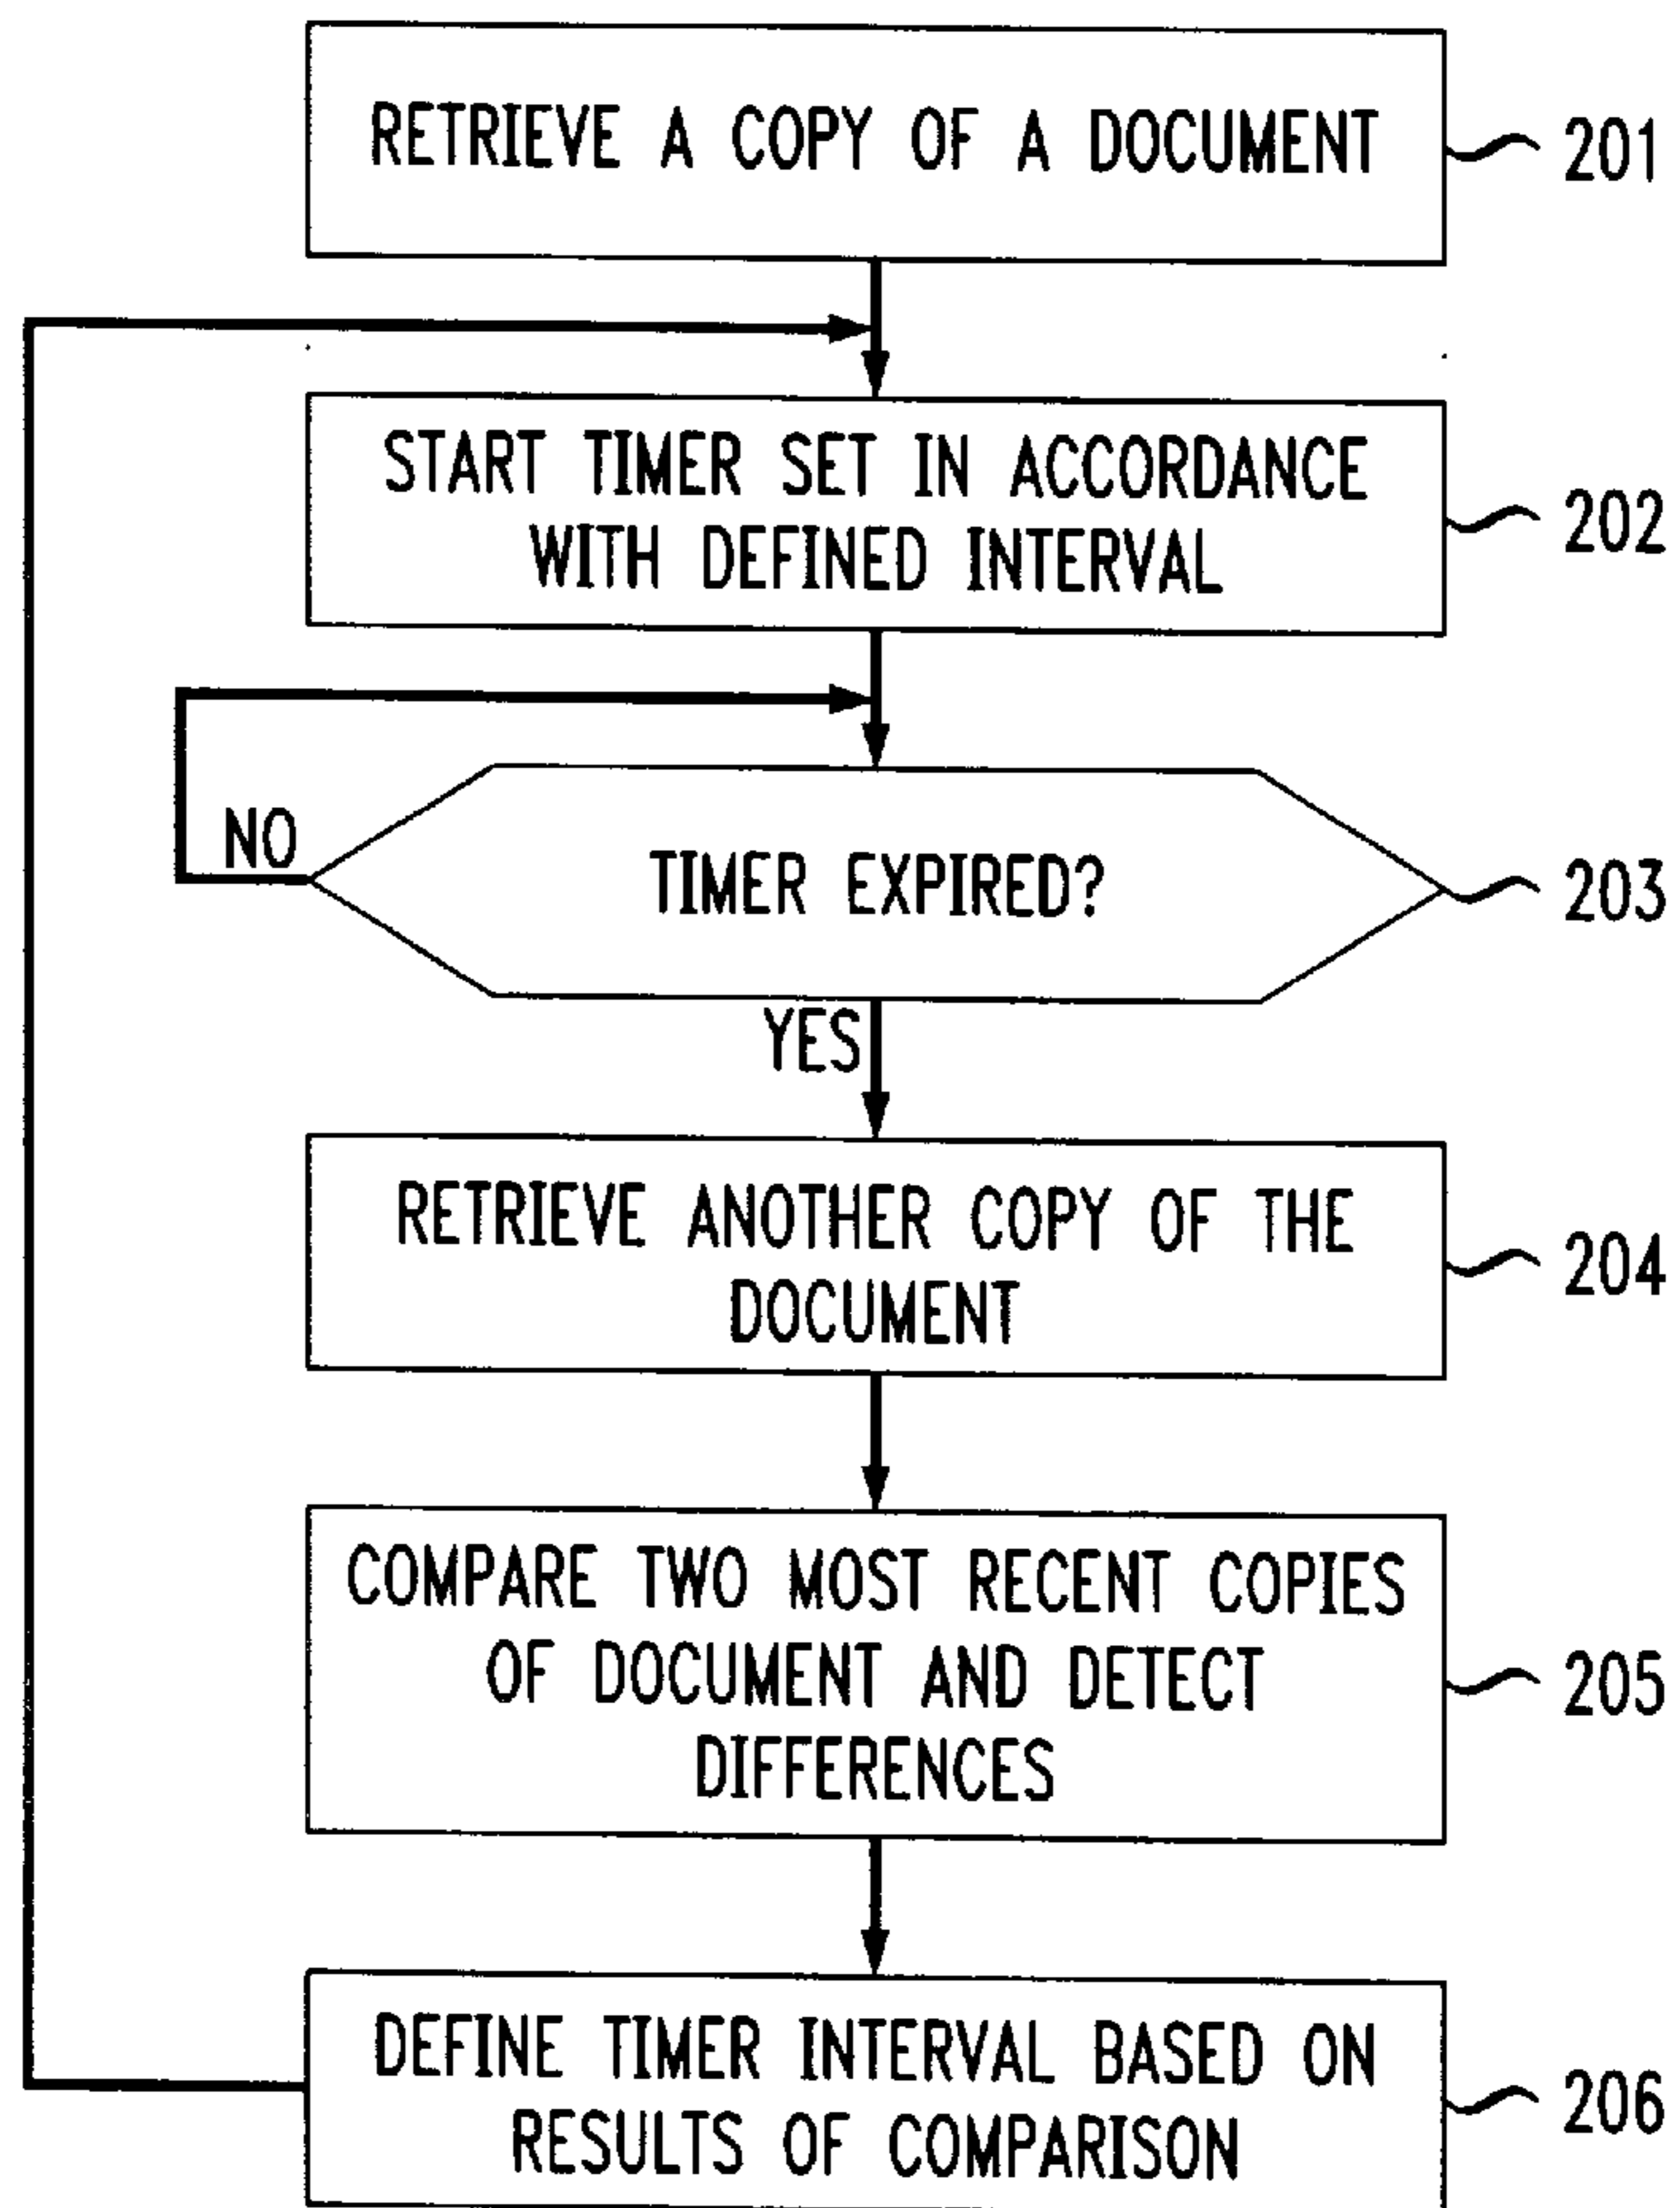 RETRIEVE A COPY OF A DOCUMENT
201
START TIMER SET IN ACCORDANCE
WITH DEFINED INTERVAL
202
NO
TIMER EXPIRED?
203
YES
RETRIEVE ANOTHER COPY OF THE
DOCUMENT
204
COMPARE TWO MOST RECENT COPIES
OF DOCUMENT AND DETECT
DIFFERENCES
205
DEFINE TIMER INTERVAL BASED ON
RESULTS OF COMPARISON
206